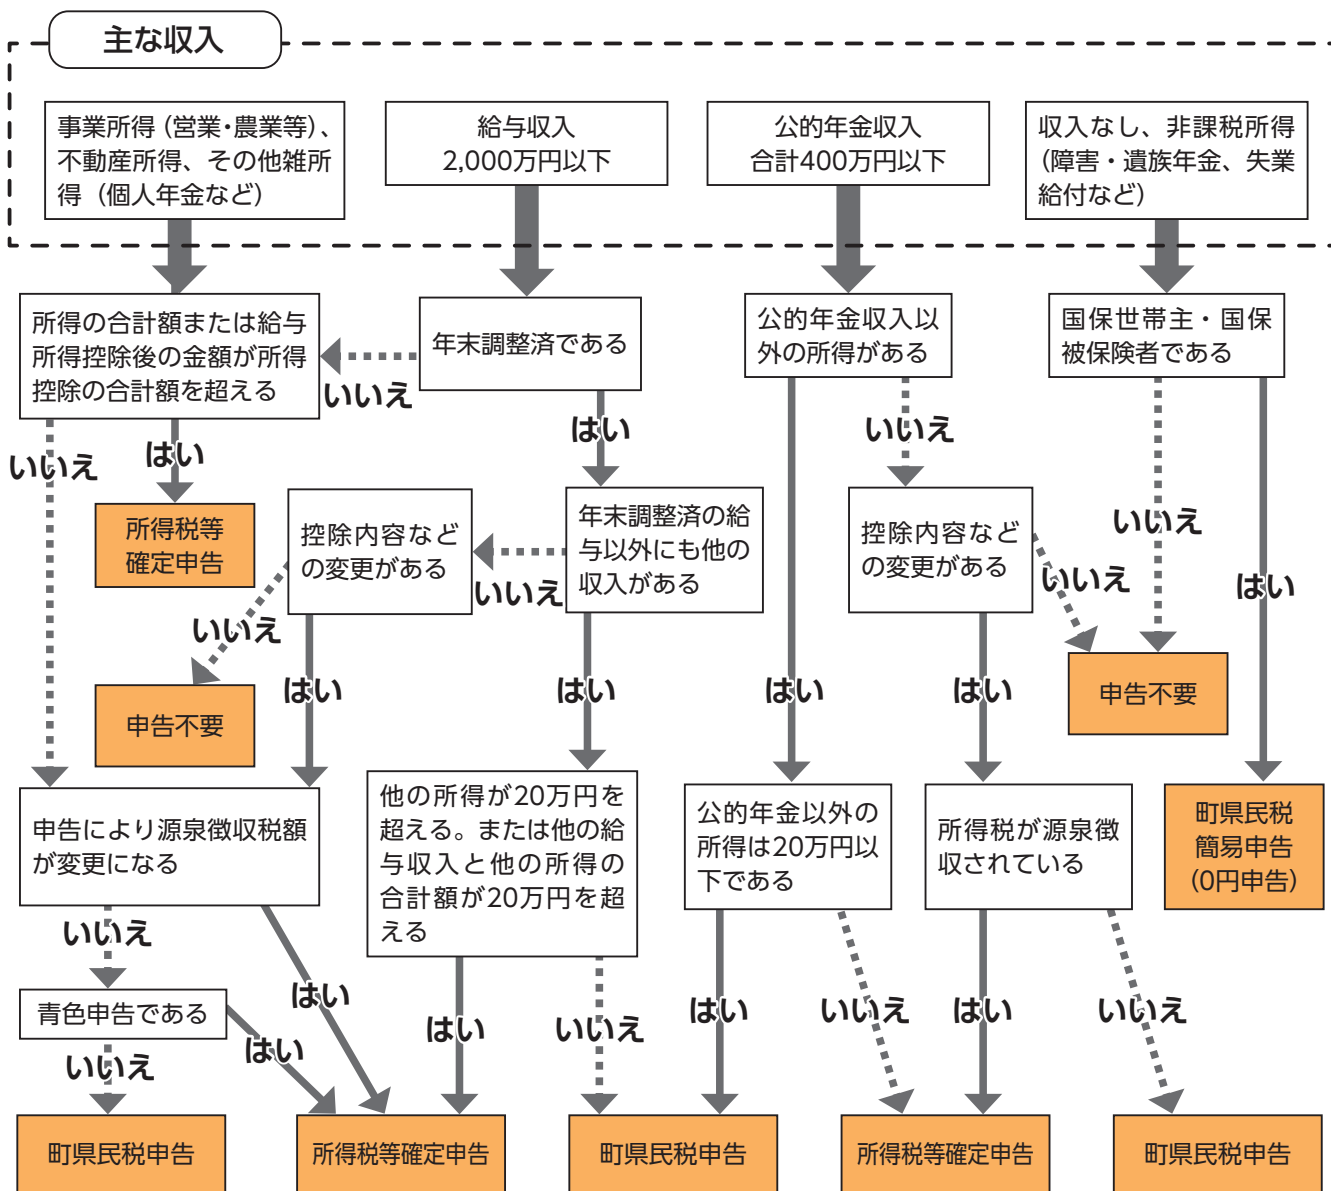 主な収入
事業所得（営業・農業等）、
不動産所得、その他雑所
得（個人年金など）
給与収入
2,000万円以下
公的年金収入
合計400万円以下
収入なし、非課税所得
（障害・遺族年金、失業
給付など）
所得の合計額または給与
所得控除後の金額が所得
控除の合計額を超える
年末調整済である
公的年金収入以
外の所得がある
国保世帯主・国保
被保険者である
いいえ
はい
いいえ
いいえ
はい
所得税等
確定申告
控除内容など
の変更がある
年末調整済の給
与以外にも他の
収入がある
控除内容など
の変更がある
いいえ
いいえ
いいえ
はい
いいえ
申告不要
はい
はい
はい
はい
申告不要
申告により源泉徴収税額
が変更になる
他の所得が20万円を
超える。または他の給
与収入と他の所得の
合計額が20万円を超
える
公的年金以外の
所得は20万円以
下である
所得税が源泉徴
収されている
町県民税
簡易申告
（0円申告）
いいえ
はい
青色申告である
はい
いいえ
はい
いいえ
はい
いいえ
はい
いいえ
町県民税申告
所得税等確定申告
町県民税申告
所得税等確定申告
町県民税申告